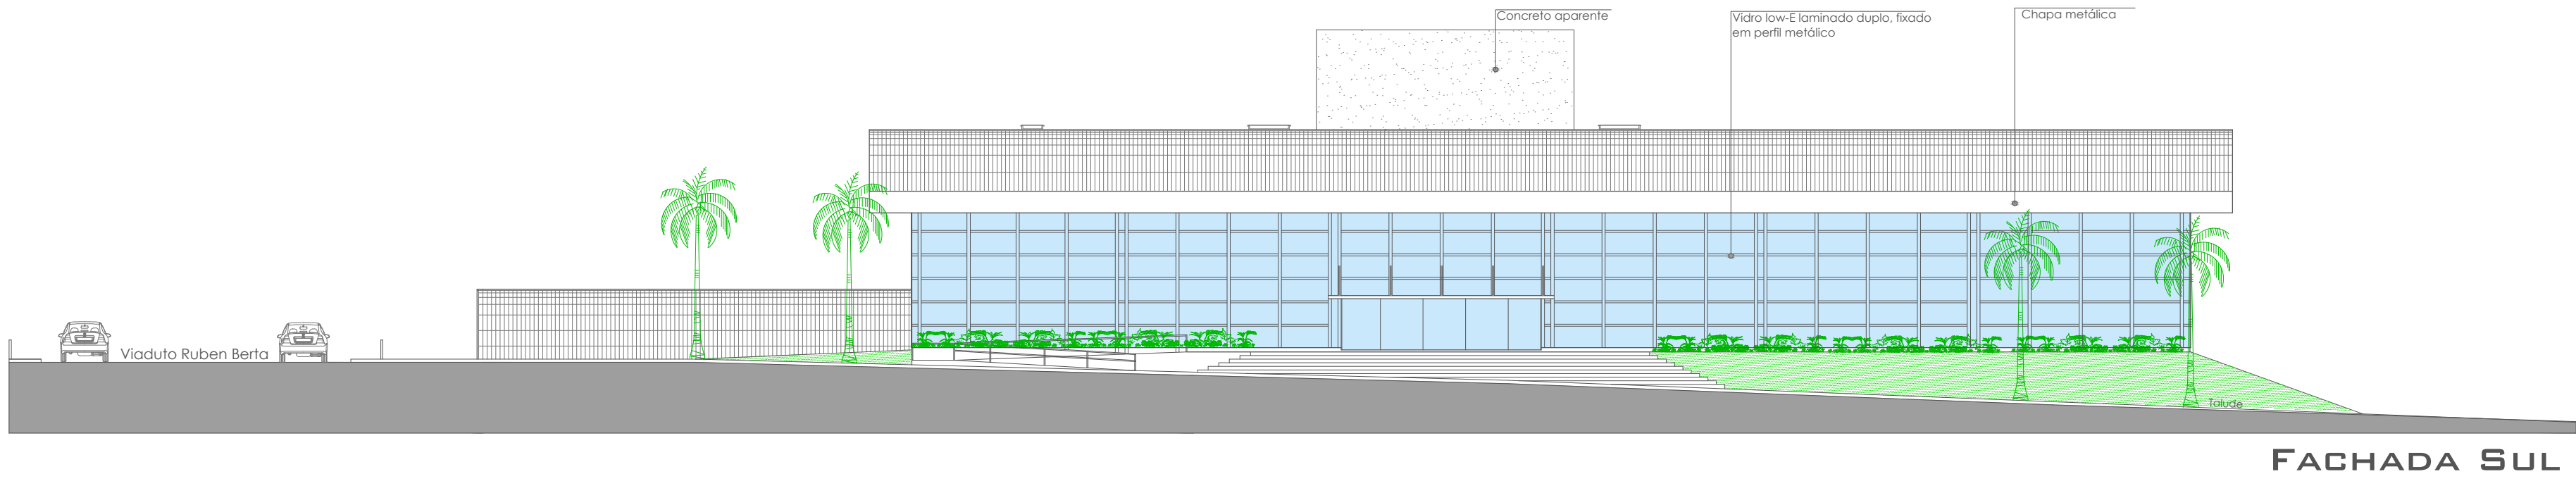 Concreto aparente
Vidro low-E laminado duplo, fixado
em perfil metálico
Chapa metálica
Viaduto Ruben Berta
Talude
FACHADA SUL